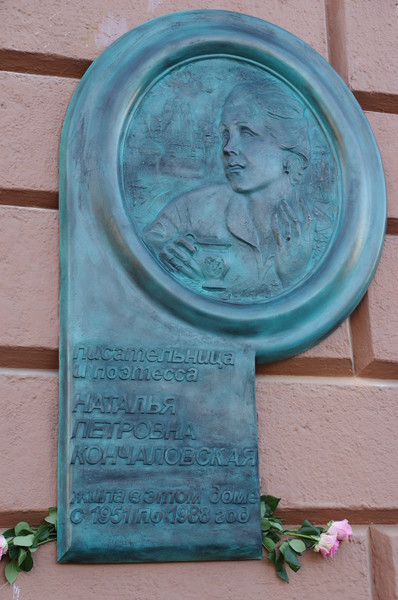 писательница
и поэтесса
НАТАЛЬЯ
ПЕТРОВНА
КОНЧАЛОВСКАЯ
жила в этом доме
с 1951 по 1988 год